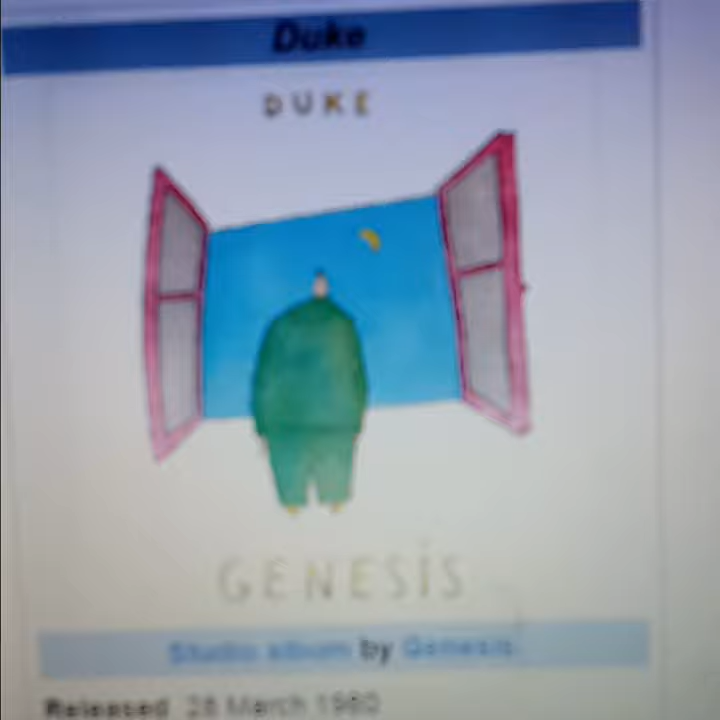 Duke
DUKE
GENESIS
Studio album by Genesis
Released 28 March 1980